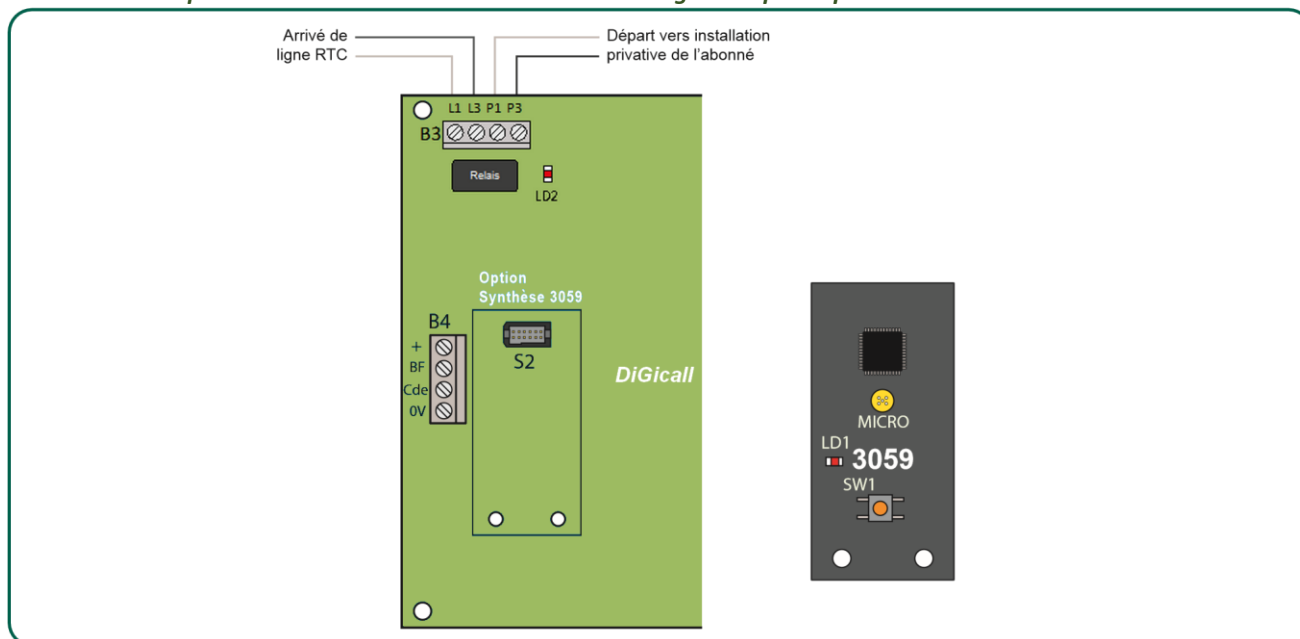 Arrivé de
ligne RTC
Départ vers installation
privative de l'abonné
L1 L3 P1 P3
B3
Relais
LD2
Option
Synthèse 3059
B4
+
BF
Cde
0V
S2
DiGicall
MICRO
LD1
3059
SW1